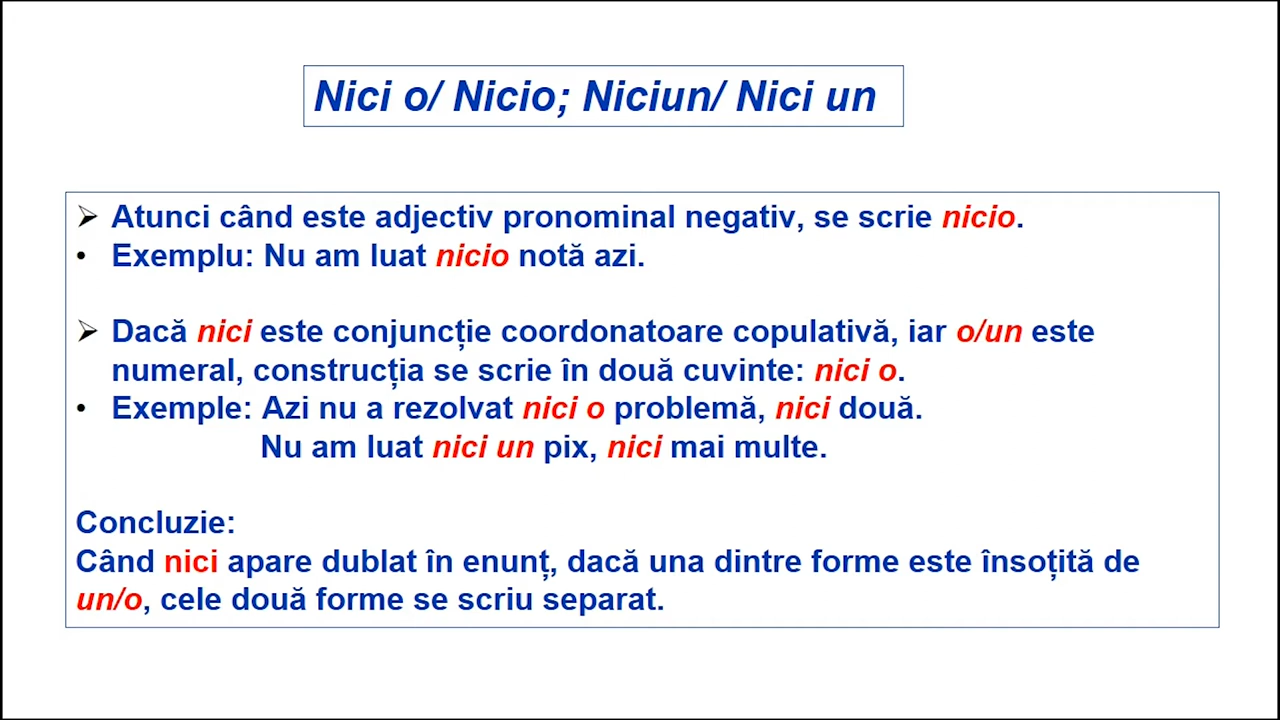 Nici o/ Nicio; Niciun/ Nici un
➢ Atunci când este adjectiv pronominal negativ, se scrie nicio.
• Exemplu: Nu am luat nicio notă azi.
➢ Dacă nici este conjuncție coordonatoare copulativă, iar o/un este
numeral, construcția se scrie în două cuvinte: nici o.
• Exemple: Azi nu a rezolvat nici o problemă, nici două.
Nu am luat nici un pix, nici mai multe.
Concluzie:
Când nici apare dublat în enunț, dacă una dintre forme este însoțită de
un/o, cele două forme se scriu separat.